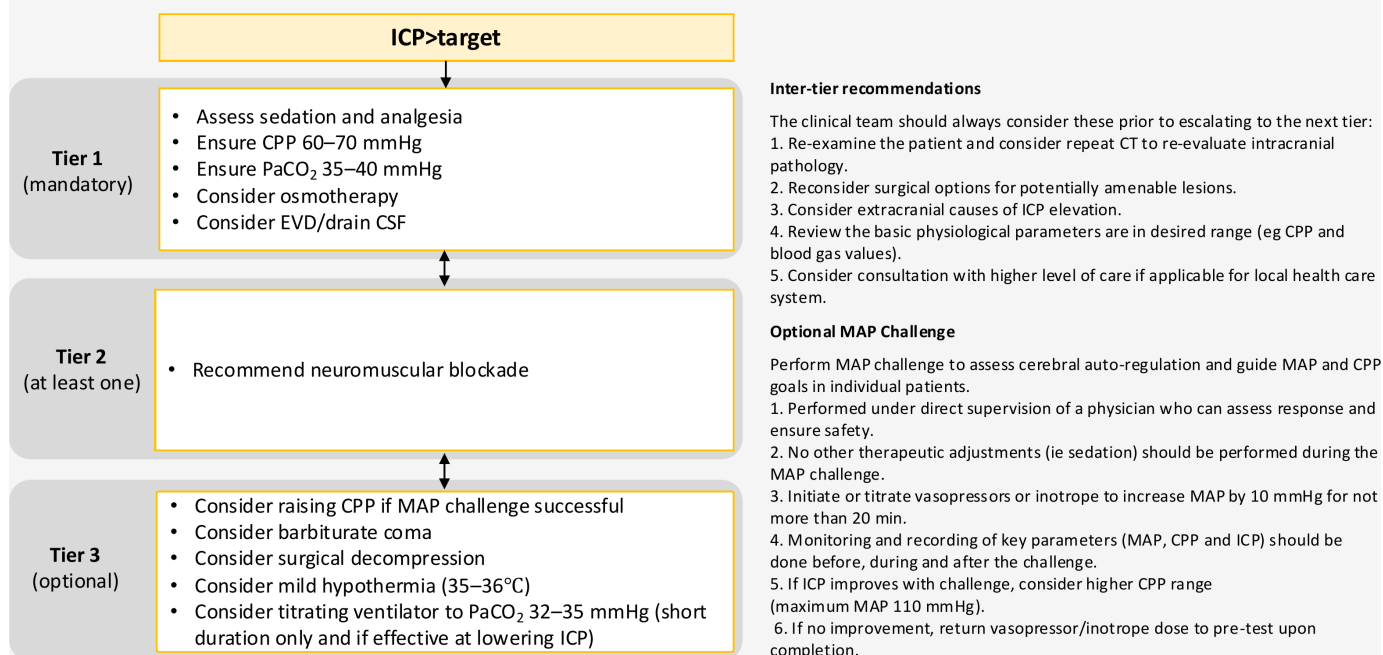 ICP>target
Tier 1
(mandatory)
• Assess sedation and analgesia
• Ensure CPP 60–70 mmHg
• Ensure PaCO₂ 35–40 mmHg
• Consider osmotherapy
• Consider EVD/drain CSF
Tier 2
(at least one)
• Recommend neuromuscular blockade
Tier 3
(optional)
• Consider raising CPP if MAP challenge successful
• Consider barbiturate coma
• Consider surgical decompression
• Consider mild hypothermia (35–36℃)
• Consider titrating ventilator to PaCO₂ 32–35 mmHg (short
duration only and if effective at lowering ICP)
Inter-tier recommendations
The clinical team should always consider these prior to escalating to the next tier:
1. Re-examine the patient and consider repeat CT to re-evaluate intracranial
pathology.
2. Reconsider surgical options for potentially amenable lesions.
3. Consider extracranial causes of ICP elevation.
4. Review the basic physiological parameters are in desired range (eg CPP and
blood gas values).
5. Consider consultation with higher level of care if applicable for local health care
system.
Optional MAP Challenge
Perform MAP challenge to assess cerebral auto-regulation and guide MAP and CPP
goals in individual patients.
1. Performed under direct supervision of a physician who can assess response and
ensure safety.
2. No other therapeutic adjustments (ie sedation) should be performed during the
MAP challenge.
3. Initiate or titrate vasopressors or inotrope to increase MAP by 10 mmHg for not
more than 20 min.
4. Monitoring and recording of key parameters (MAP, CPP and ICP) should be
done before, during and after the challenge.
5. If ICP improves with challenge, consider higher CPP range
(maximum MAP 110 mmHg).
6. If no improvement, return vasopressor/inotrope dose to pre-test upon
completion.